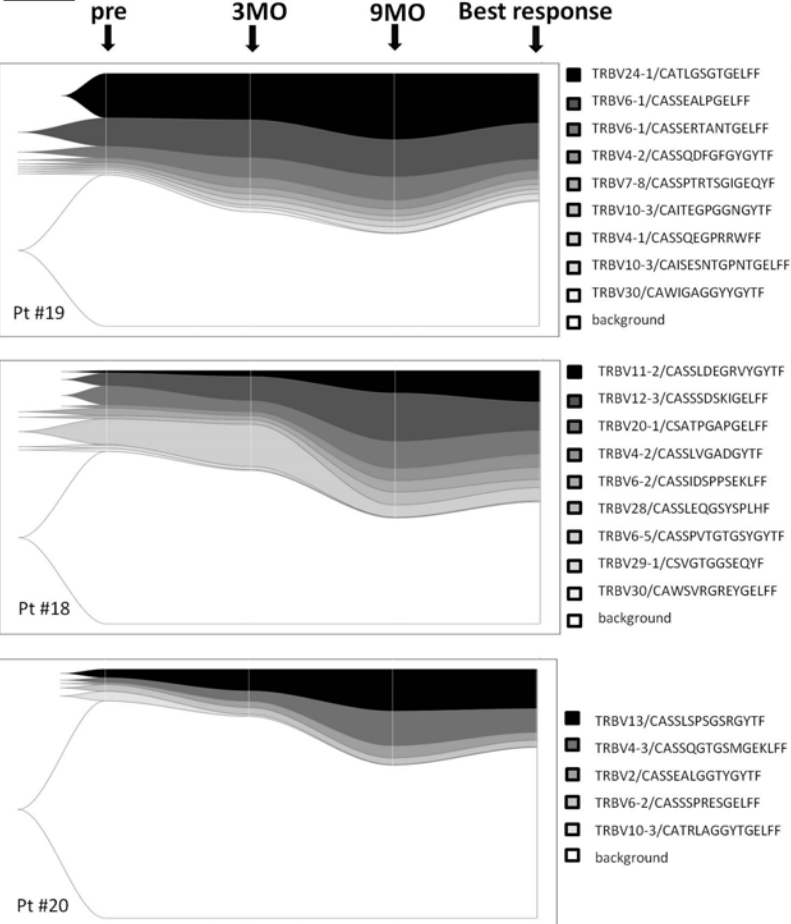 pre 3MO 9MO Best response
TRBV24-1/CATLGSGTGELFF
TRBV6-1/CASSEALPGELFF
TRBV6-1/CASSERTANTGELFF
TRBV4-2/CASSQDFGFGYGYTF
TRBV7-8/CASSPTRTSGIGEQYF
TRBV10-3/CAITEGPGGNGYTF
TRBV4-1/CASSQEGPRRWFF
TRBV10-3/CAISESNTGPNTGELFF
TRBV30/CAWIGAGGYYGYTF
background
Pt #19
TRBV11-2/CASSLDEGRVYGYTF
TRBV12-3/CASSSDSKIGELFF
TRBV20-1/CSATPGAPGELFF
TRBV4-2/CASSLVGADGYTF
TRBV6-2/CASSIDSPPSEKLFF
TRBV28/CASSLEQGSYSPLHF
TRBV6-5/CASSPVTGTGSYGYTF
TRBV29-1/CSVGTGGSEQYF
TRBV30/CAWSVRGREYGELFF
background
Pt #18
TRBV13/CASSLSPSGSRGYTF
TRBV4-3/CASSQGTGSMGEKLFF
TRBV2/CASSEALGGTYGYTF
TRBV6-2/CASSSPRESGELFF
TRBV10-3/CATRLAGGYTGELFF
background
Pt #20